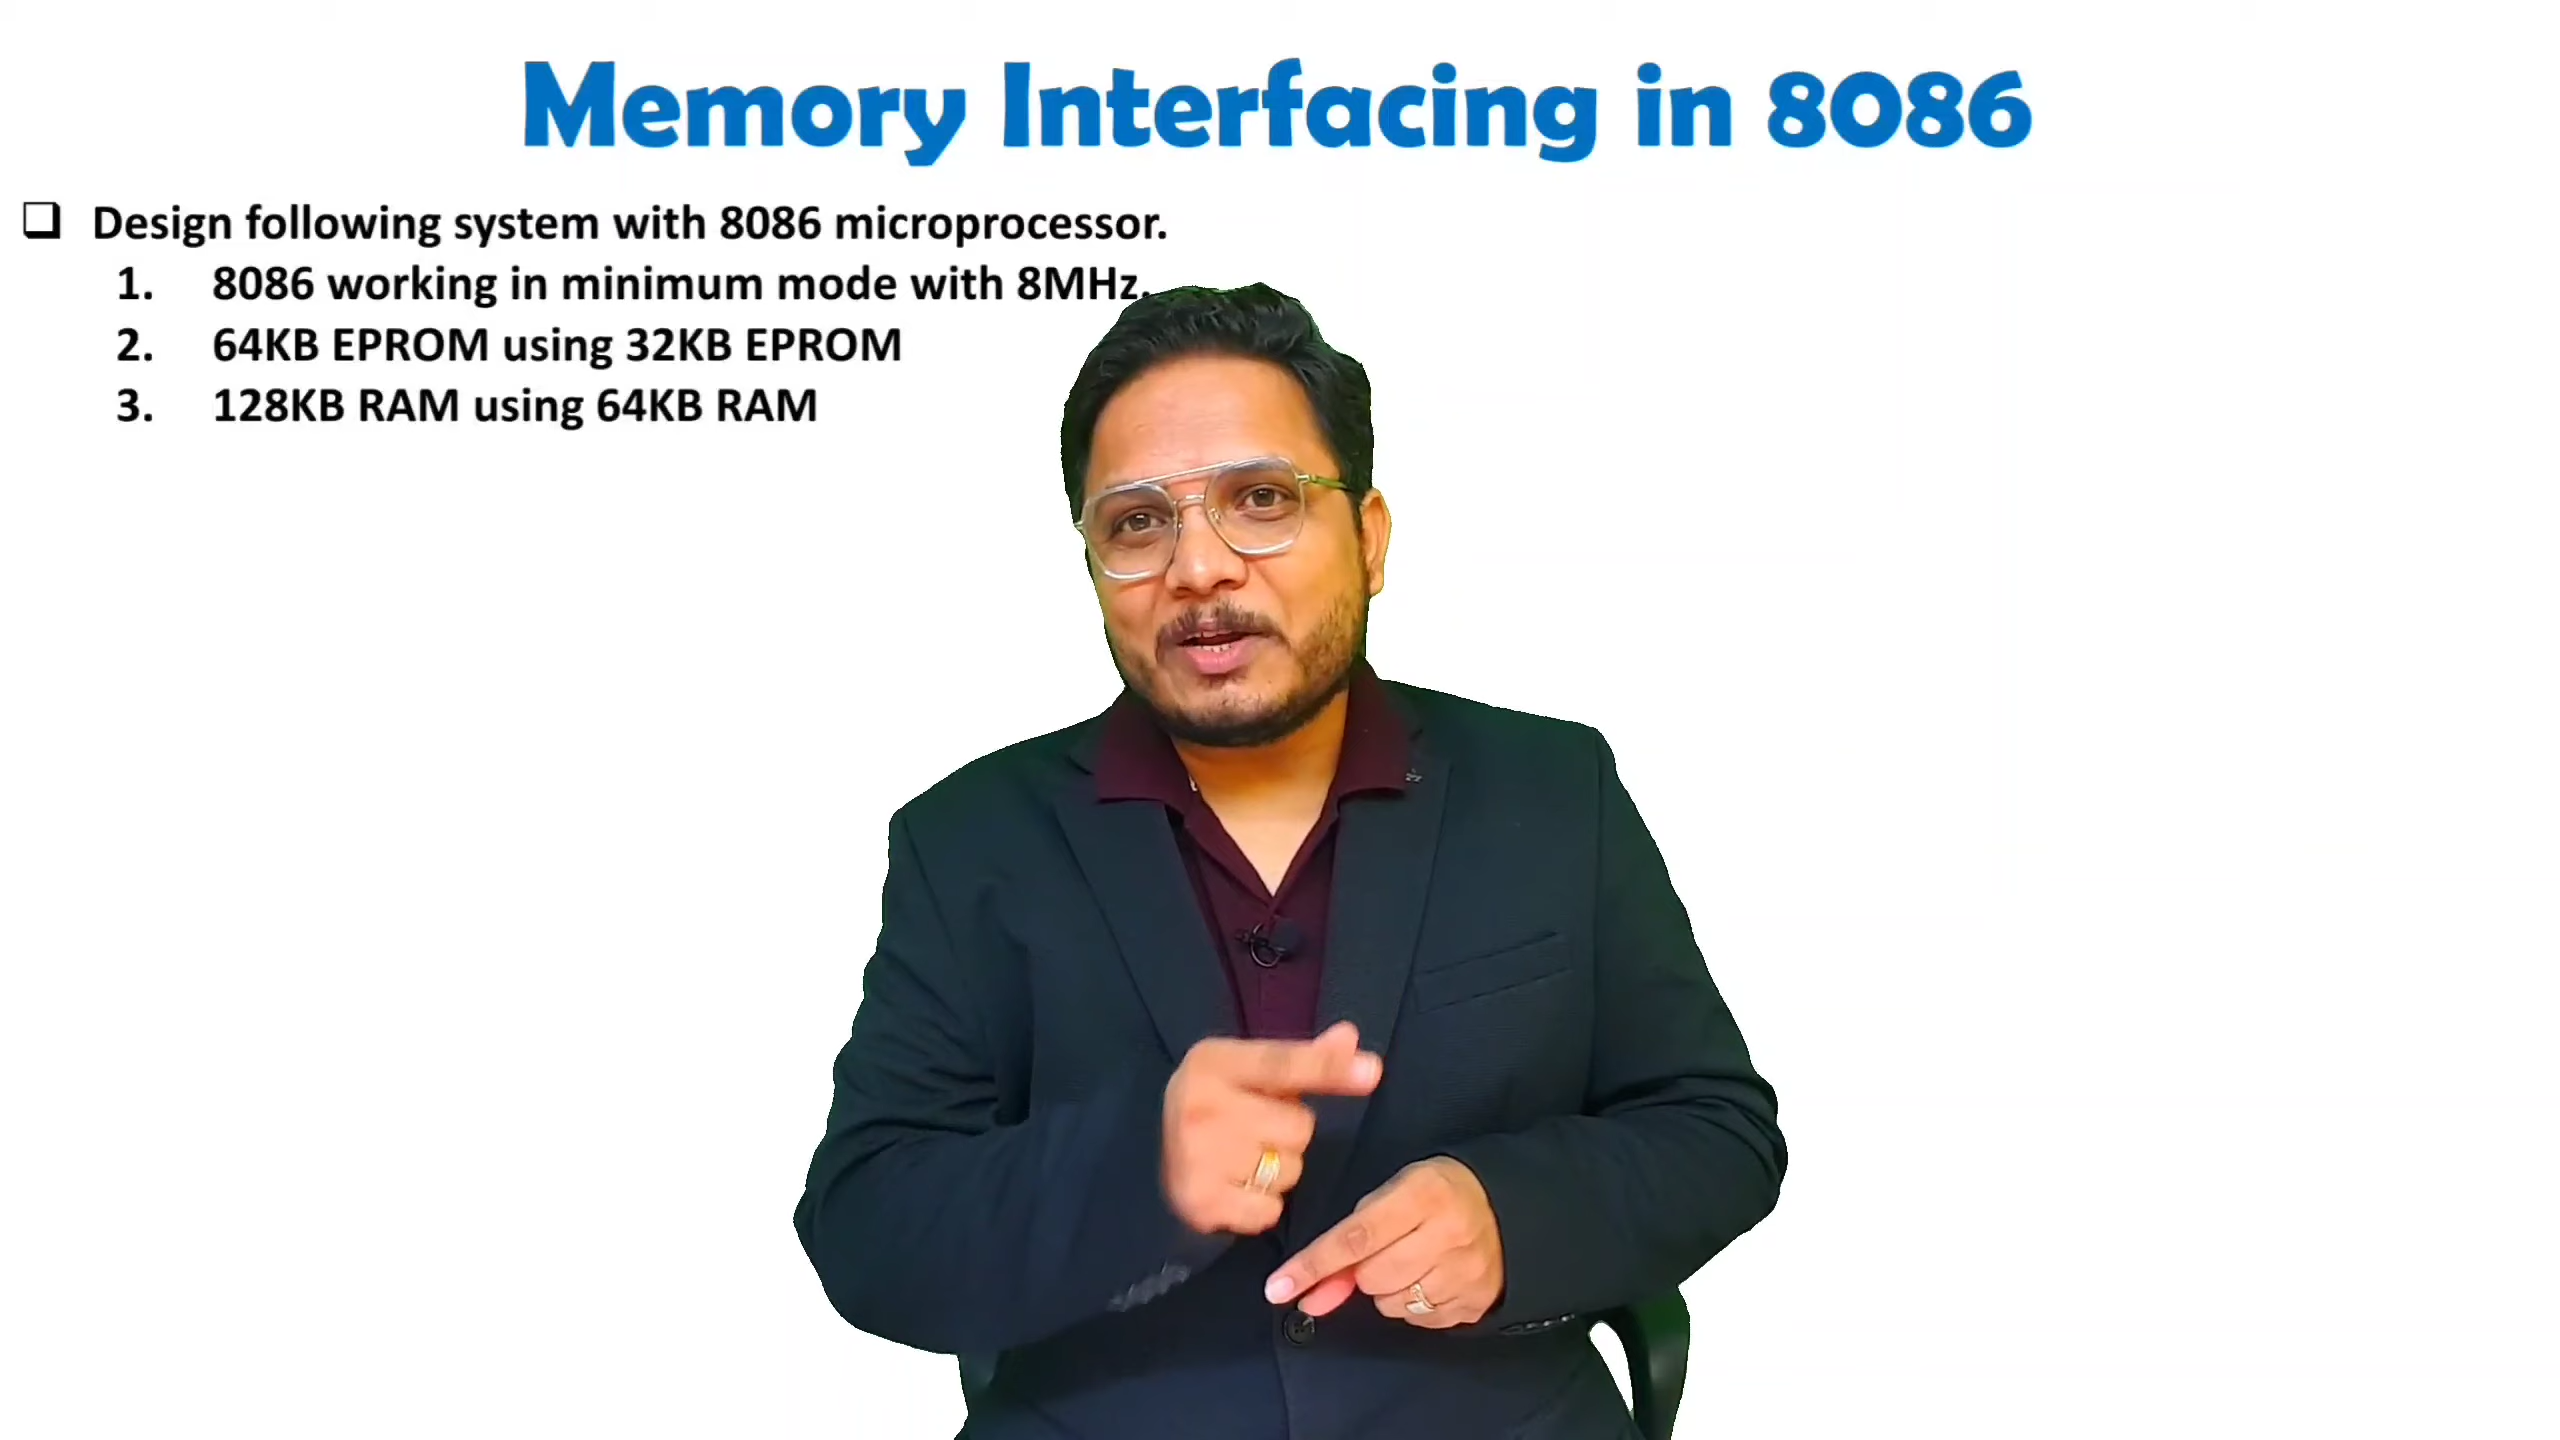 Memory Interfacing in 8086
❑ Design following system with 8086 microprocessor.
1. 8086 working in minimum mode with 8MHz.
2. 64KB EPROM using 32KB EPROM
3. 128KB RAM using 64KB RAM